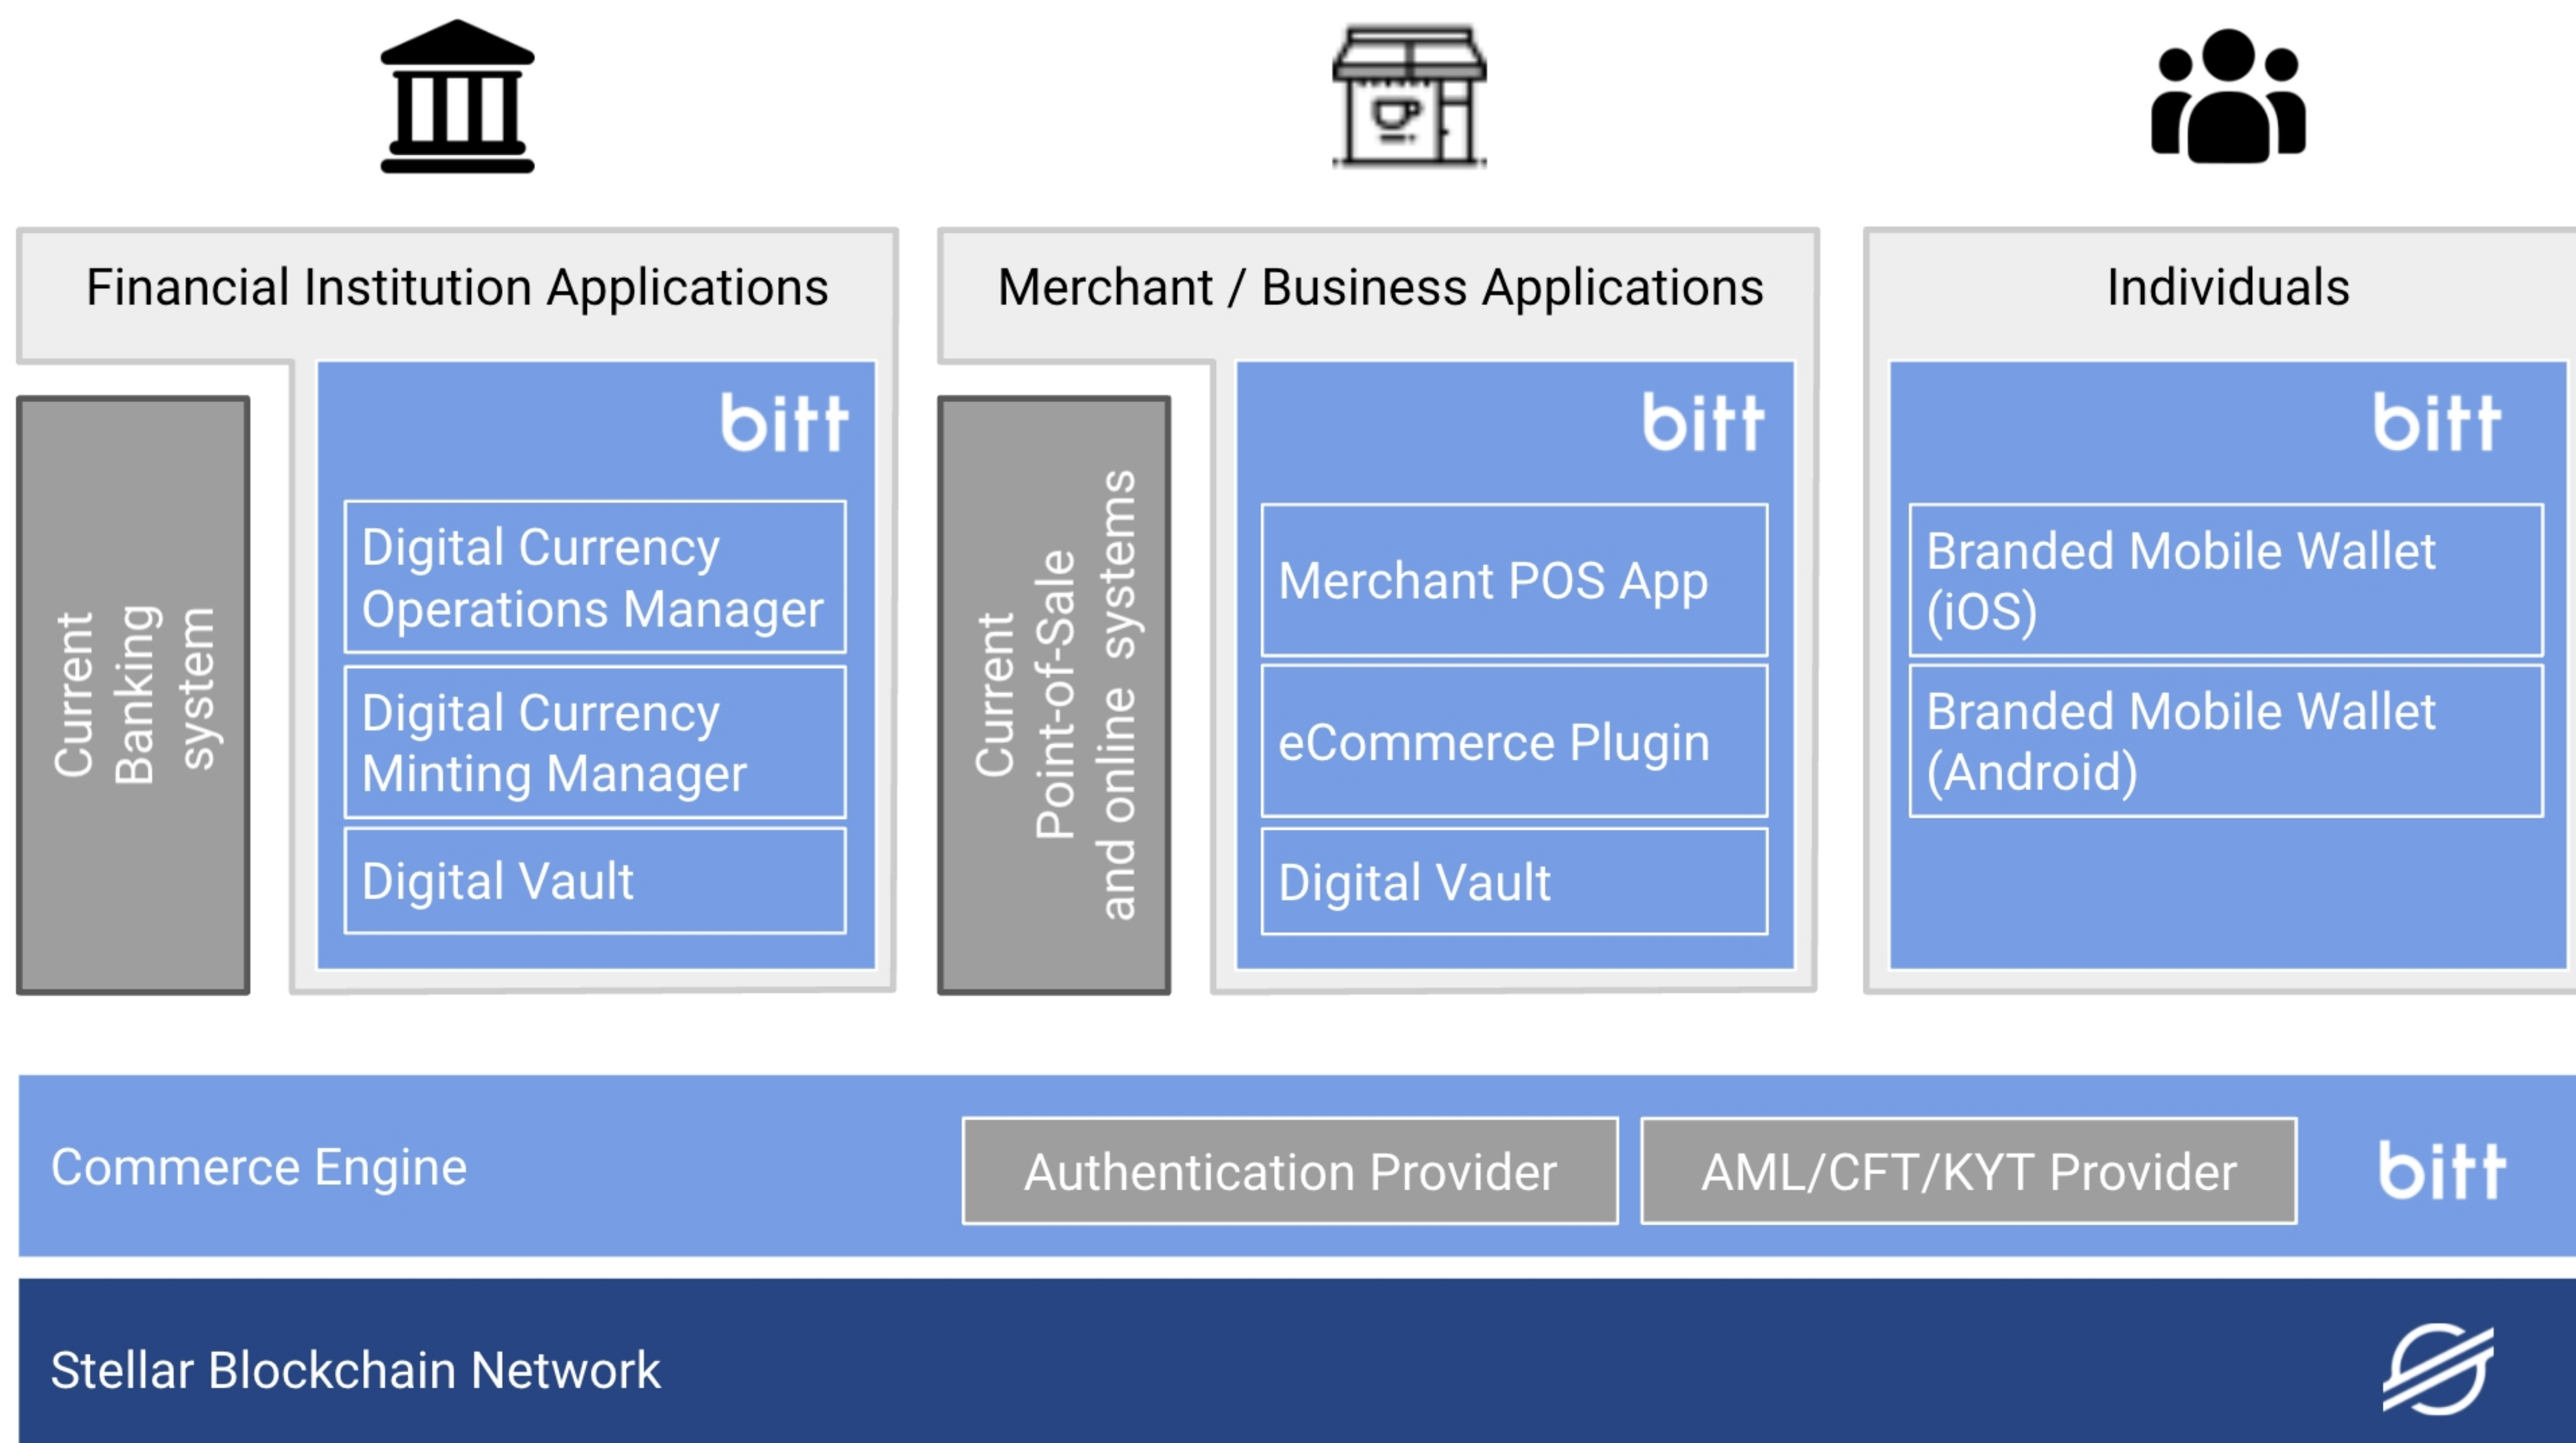 Financial Institution Applications
Current
Banking
system
bitt
Digital Currency
Operations Manager
Digital Currency
Minting Manager
Digital Vault
Merchant / Business Applications
Current
Point-of-Sale
and online systems
bitt
Merchant POS App
eCommerce Plugin
Digital Vault
Individuals
bitt
Branded Mobile Wallet
(iOS)
Branded Mobile Wallet
(Android)
Commerce Engine
Authentication Provider
AML/CFT/KYT Provider
bitt
Stellar Blockchain Network